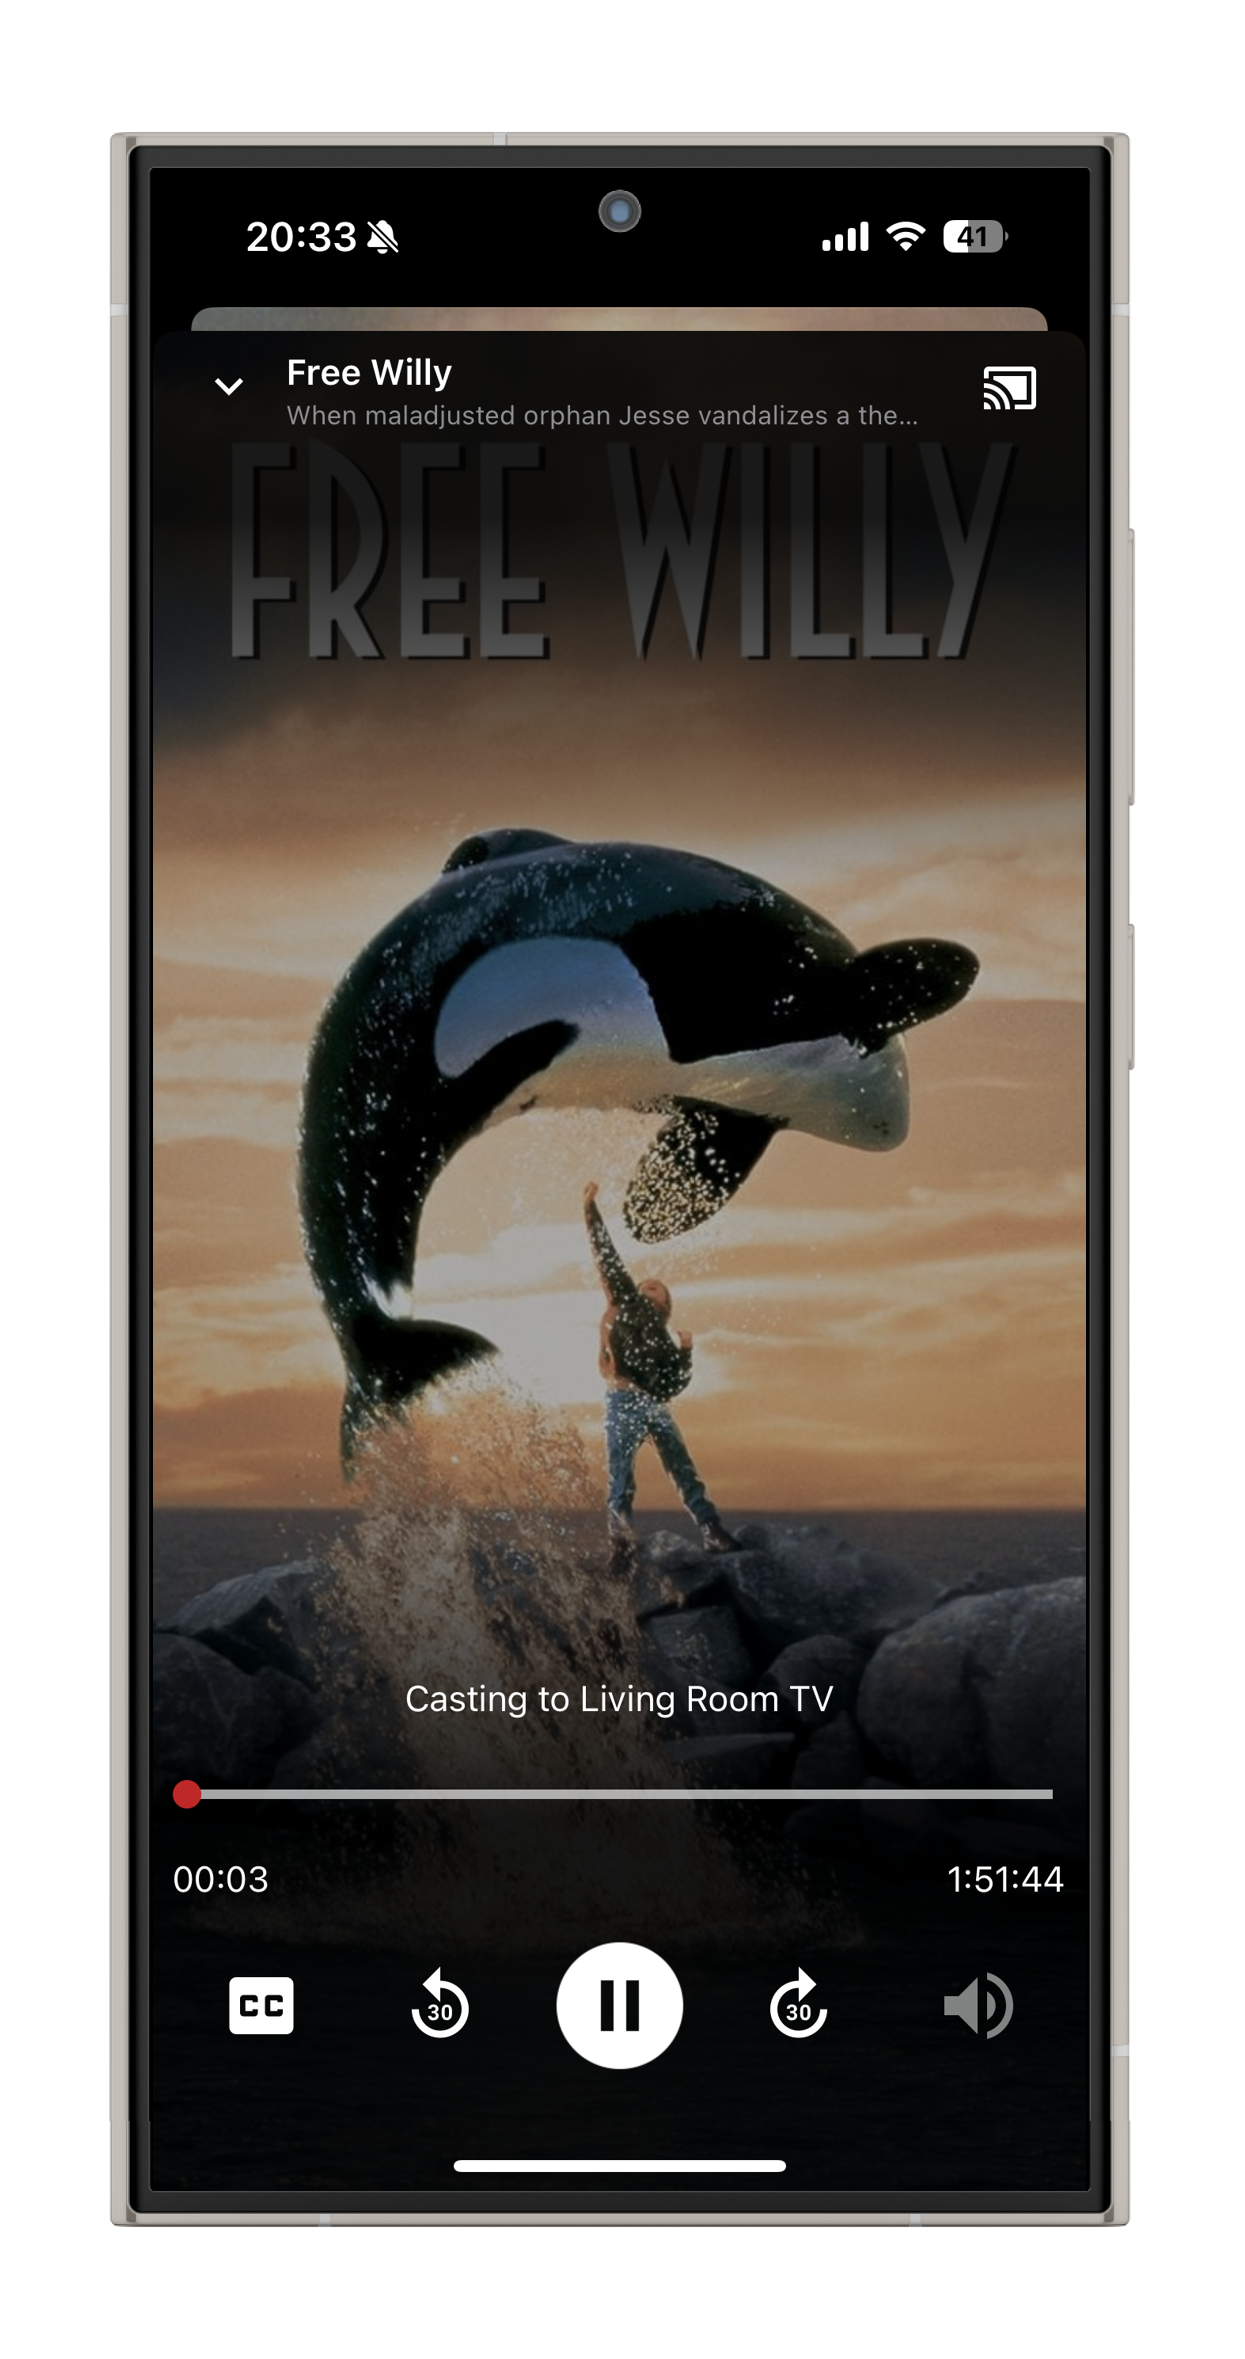 20:33
41
Free Willy
When maladjusted orphan Jesse vandalizes a the...
FREE WILLY
Casting to Living Room TV
00:03
1:51:44
CC
30
30